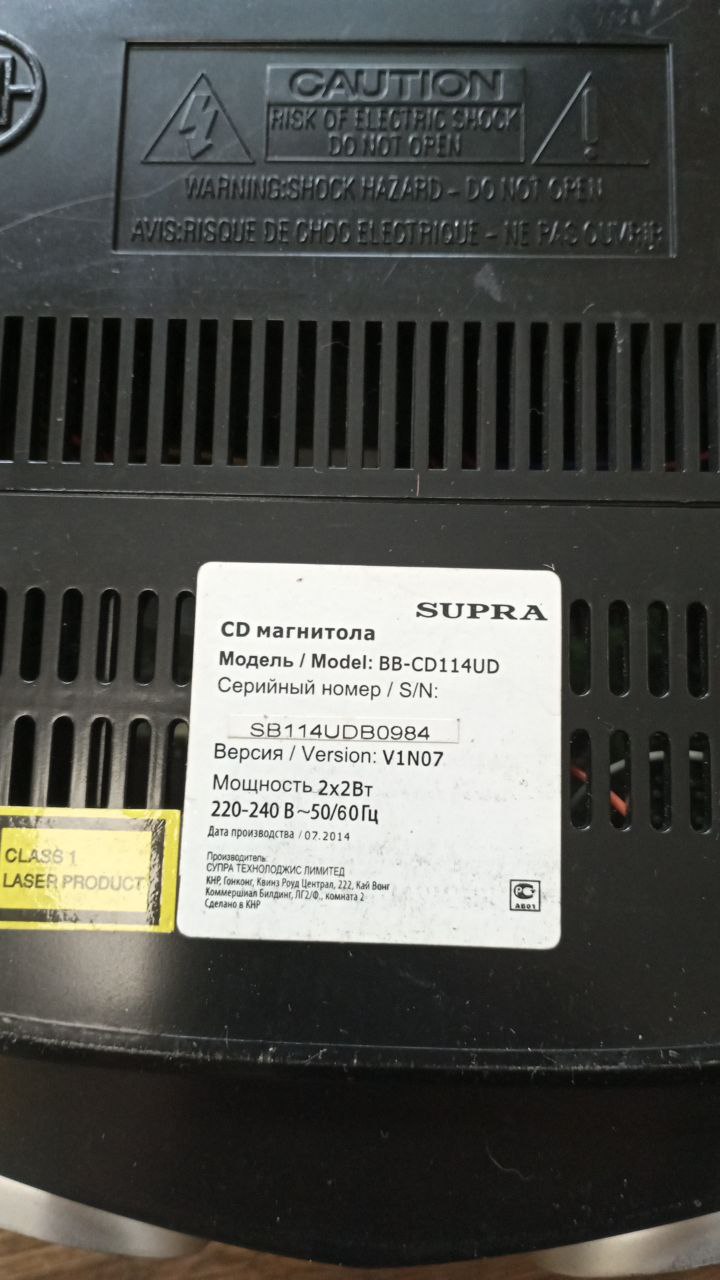 CAUTION
RISK OF ELECTRIC SHOCK
DO NOT OPEN
WARNING:SHOCK HAZARD – DO NOT OPEN
AVIS:RISQUE DE CHOC ELECTRIQUE – NE PAS OUVRIR
SUPRA
CD магнитола
Модель / Model: BB-CD114UD
Серийный номер / S/N:
SB114UDB0984
Версия / Version: V1N07
Мощность 2x2Вт
220-240 В ~50/60 Гц
Дата производства / 07.2014
Производитель:
СУПРА ТЕХНОЛОДЖИС ЛИМИТЕД
КНР, Гонконг, Квинз Роуд Централ, 222, Кай Вонг
Коммершиал Билдинг, ЛГ2/Ф., комната 2
Сделано в КНР
АВ01
CLASS 1
LASER PRODUCT